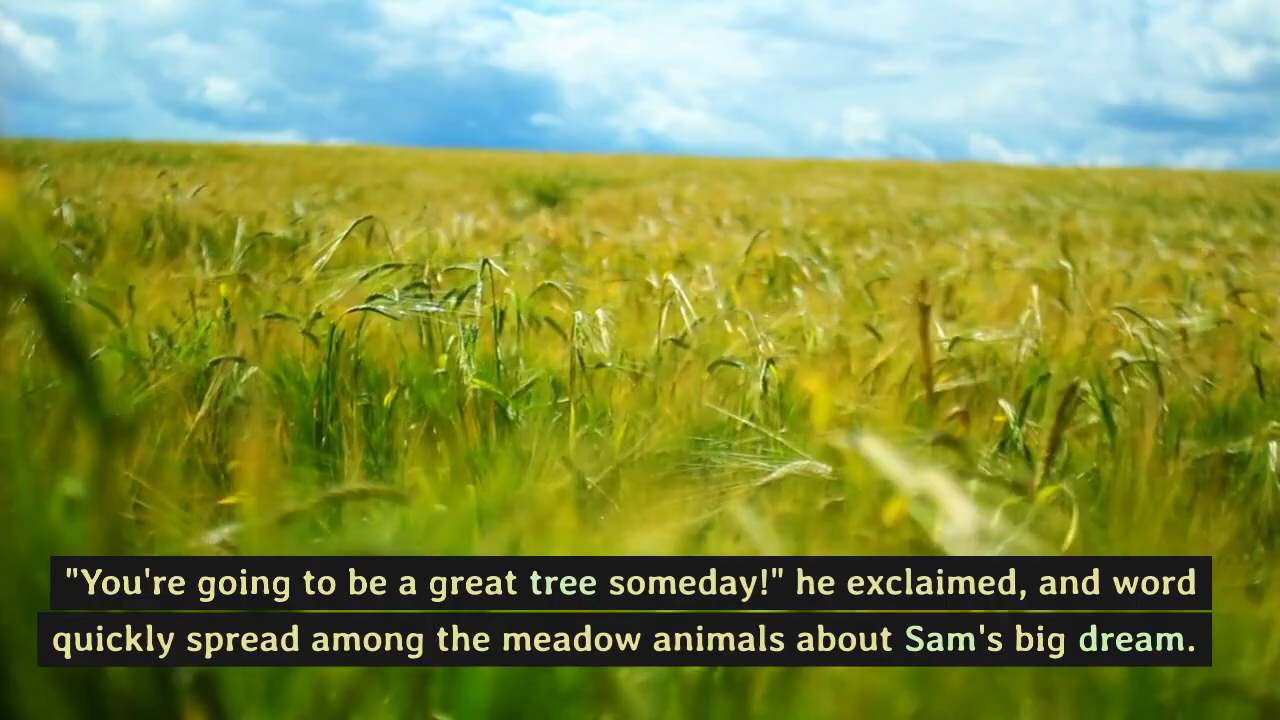 "You're going to be a great tree someday!" he exclaimed, and word
quickly spread among the meadow animals about Sam's big dream.